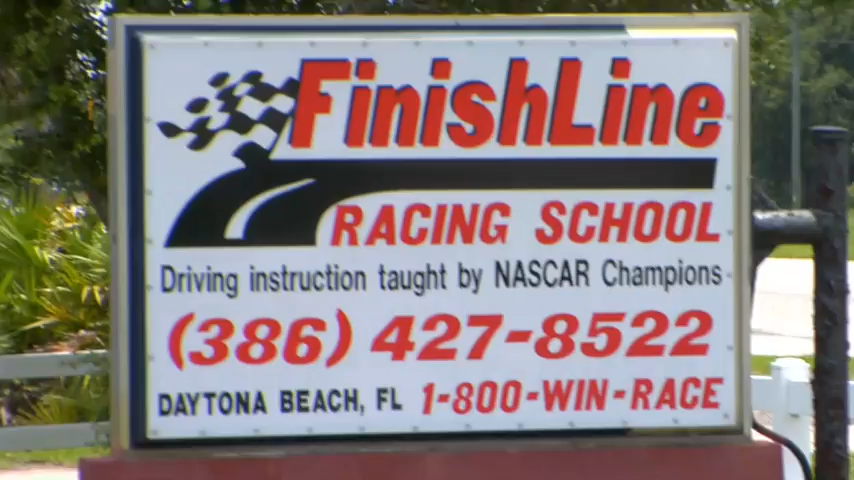 FinishLine
RACING SCHOOL
Driving instruction taught by NASCAR Champions
(386) 427-8522
DAYTONA BEACH, FL 1-800-WIN-RACE